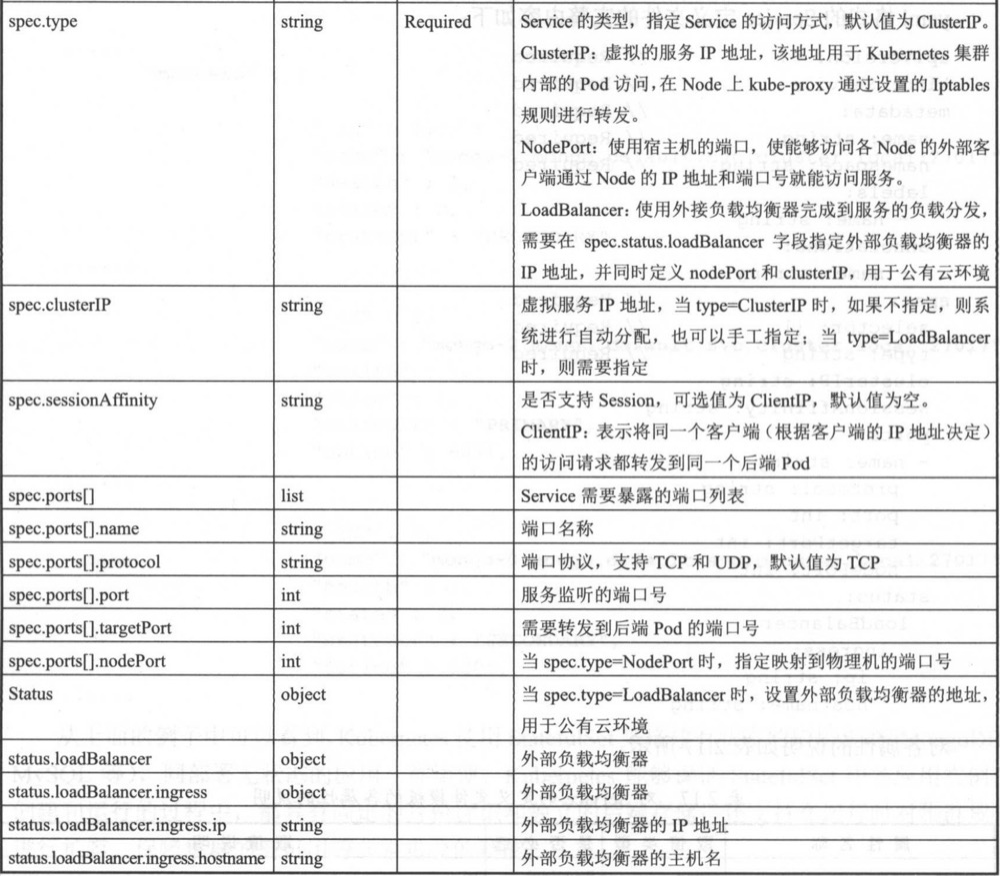 spec.type string Required Service 的类型，指定 Service 的访问方式，默认值为 ClusterIP。
ClusterIP：虚拟的服务 IP 地址，该地址用于 Kubernetes 集群
内部的 Pod 访问，在 Node 上 kube-proxy 通过设置的 Iptables
规则进行转发。
NodePort：使用宿主机的端口，使能够访问各 Node 的外部客
户端通过 Node 的 IP 地址和端口号就能访问服务。
LoadBalancer：使用外接负载均衡器完成到服务的负载分发，
需要在 spec.status.loadBalancer 字段指定外部负载均衡器的
IP 地址，并同时定义 nodePort 和 clusterIP，用于公有云环境
spec.clusterIP string 虚拟服务 IP 地址，当 type=ClusterIP 时，如果不指定，则系
统进行自动分配，也可以手工指定；当 type=LoadBalancer
时，则需要指定
spec.sessionAffinity string 是否支持 Session，可选值为 ClientIP，默认值为空。
ClientIP：表示将同一个客户端（根据客户端的 IP 地址决定）
的访问请求都转发到同一个后端 Pod
spec.ports[] list Service 需要暴露的端口列表
spec.ports[].name string 端口名称
spec.ports[].protocol string 端口协议，支持 TCP 和 UDP，默认值为 TCP
spec.ports[].port int 服务监听的端口号
spec.ports[].targetPort int 需要转发到后端 Pod 的端口号
spec.ports[].nodePort int 当 spec.type=NodePort 时，指定映射到物理机的端口号
Status object 当 spec.type=LoadBalancer 时，设置外部负载均衡器的地址，
用于公有云环境
status.loadBalancer object 外部负载均衡器
status.loadBalancer.ingress object 外部负载均衡器
status.loadBalancer.ingress.ip string 外部负载均衡器的 IP 地址
status.loadBalancer.ingress.hostname string 外部负载均衡器的主机名